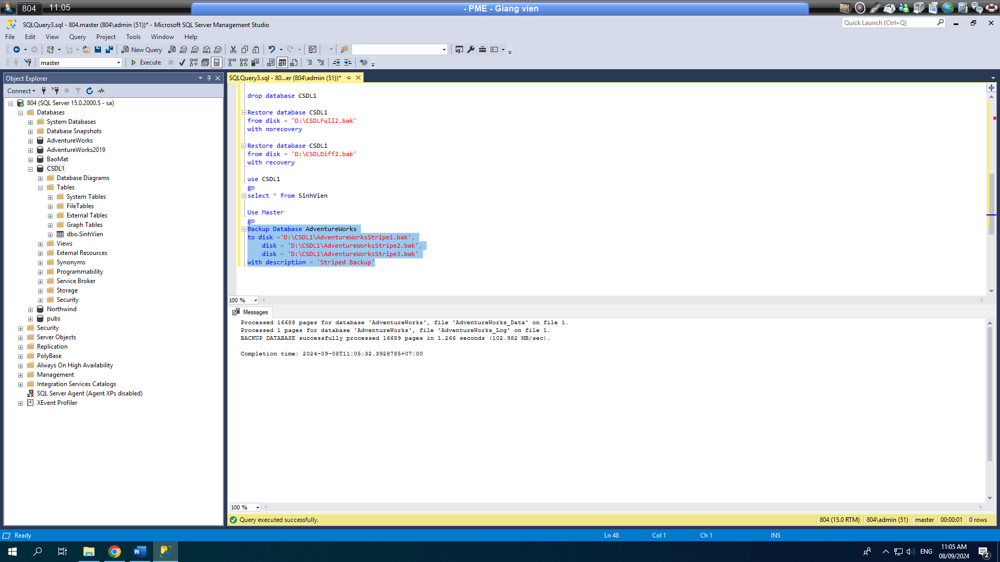 804
11:05
- PME - Giang vien
SQLQuery3.sql - 804.master (804\admin (51))* - Microsoft SQL Server Management Studio
Quick Launch (Ctrl+Q)
File Edit View Query Project Tools Window Help
New Query
MDX DMX XMLA DAX
master
Execute
Object Explorer
SQLQuery3.sql - 80...er (804\admin (51))*
Connect
804 (SQL Server 15.0.2000.5 - sa)
Databases
System Databases
Database Snapshots
AdventureWorks
AdventureWorks2019
BaoMat
CSDL1
Database Diagrams
Tables
System Tables
FileTables
External Tables
Graph Tables
dbo.SinhVien
Views
External Resources
Synonyms
Programmability
Service Broker
Storage
Security
Northwind
pubs
Security
Server Objects
Replication
PolyBase
Always On High Availability
Management
Integration Services Catalogs
SQL Server Agent (Agent XPs disabled)
XEvent Profiler
drop database CSDL1
Restore database CSDL1
from disk = 'D:\CSDLFull2.bak'
with norecovery
Restore database CSDL1
from disk = 'D:\CSDLDiff2.bak'
with recovery
use CSDL1
go
select * from SinhVien
Use Master
go
Backup Database AdventureWorks
to disk ='D:\CSDL1\AdventureWorksStripe1.bak',
disk = 'D:\CSDL1\AdventureWorksStripe2.bak',
disk = 'D:\CSDL1\AdventureWorksStripe3.bak'
with description = 'Striped Backup'
100 %
Messages
Processed 16688 pages for database 'AdventureWorks', file 'AdventureWorks_Data' on file 1.
Processed 1 pages for database 'AdventureWorks', file 'AdventureWorks_Log' on file 1.
BACKUP DATABASE successfully processed 16689 pages in 1.266 seconds (102.982 MB/sec).
Completion time: 2024-09-08T11:05:32.3928785+07:00
100 %
Query executed successfully.
804 (15.0 RTM) 804\admin (51) master 00:00:01 0 rows
Ready
Ln 48 Col 1 Ch 1 INS
ENG
11:05 AM
08/09/2024
2